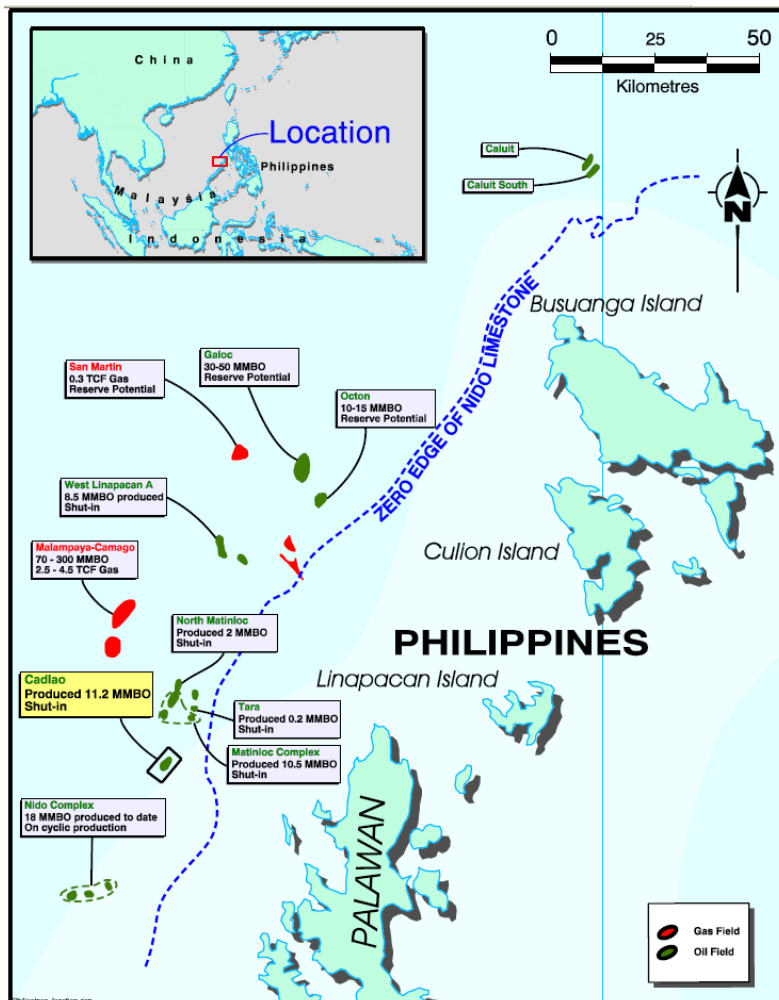 China
Location
Philippines
Malaysia
Indonesia
0 25 50
Kilometres
Caluit
Caluit South
N
Busuanga Island
ZERO EDGE OF NIDO LIMESTONE
San Martin
0.3 TCF Gas
Reserve Potential
Galoc
30-50 MMBO
Reserve Potential
Octon
10-15 MMBO
Reserve Potential
West Linapacan A
8.5 MMBO produced
Shut-in
Culion Island
Malampaya-Camago
70 - 300 MMBO
2.5 - 4.5 TCF Gas
North Matinloc
Produced 2 MMBO
Shut-in
PHILIPPINES
Linapacan Island
Cadlao
Produced 11.2 MMBO
Shut-in
Tara
Produced 0.2 MMBO
Shut-in
Matinloc Complex
Produced 10.5 MMBO
Shut-in
Nido Complex
18 MMBO produced to date
On cyclic production
PALAWAN
Gas Field
Oil Field